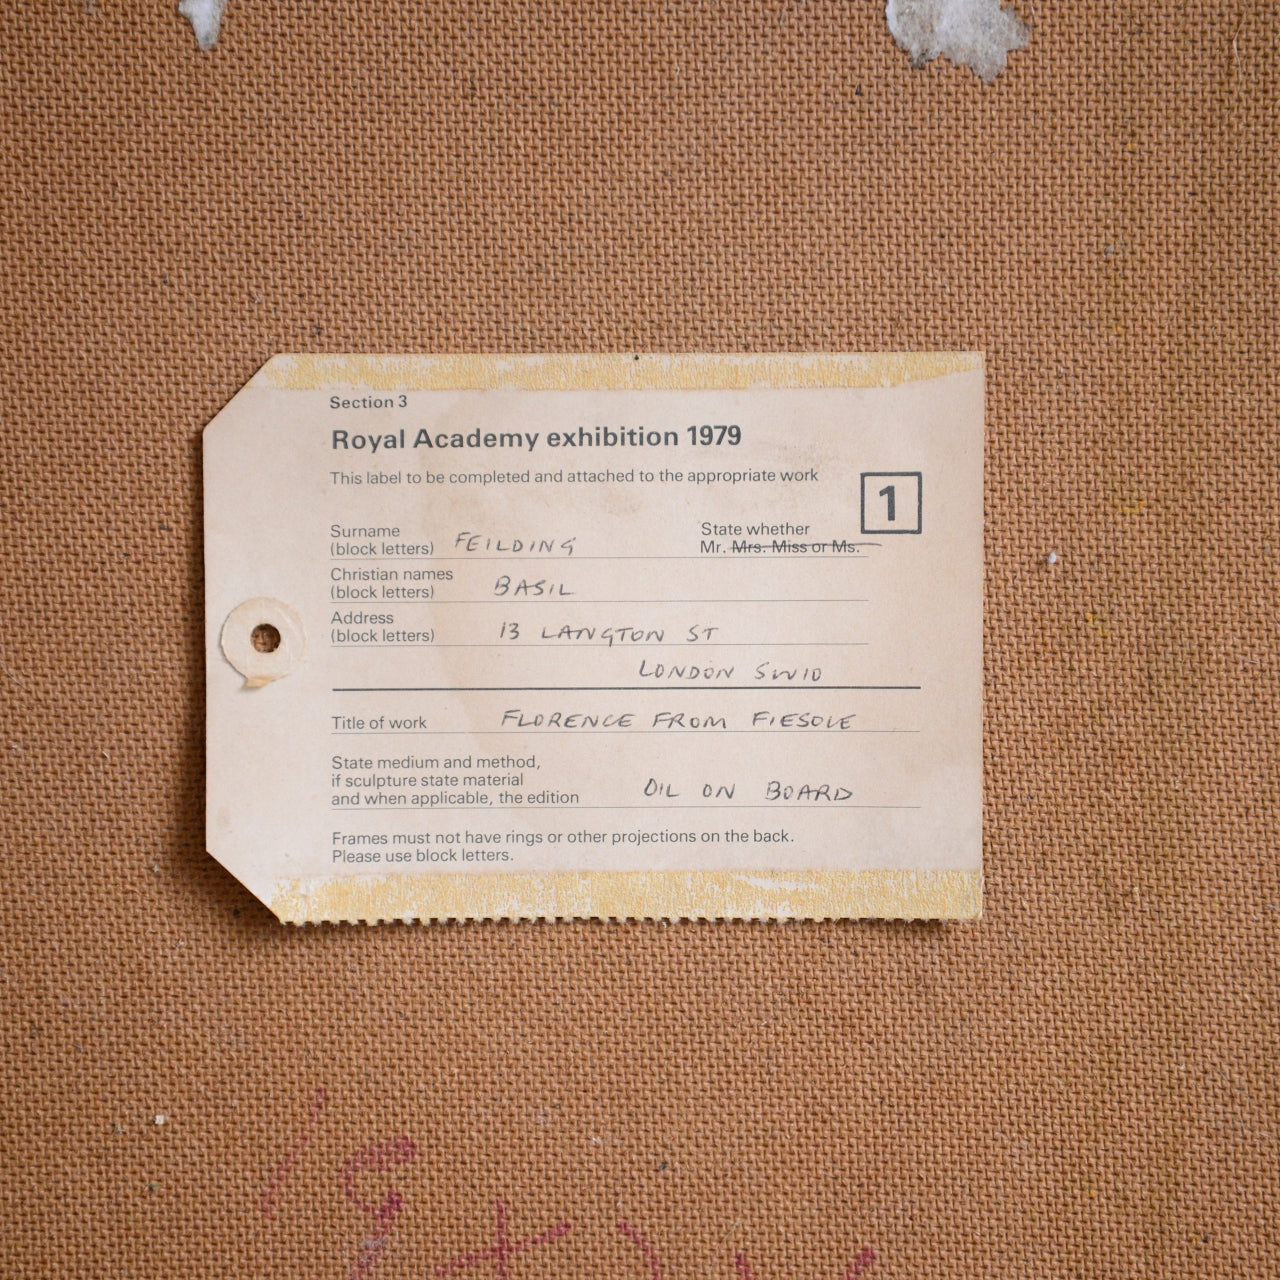 Section 3
Royal Academy exhibition 1979
This label to be completed and attached to the appropriate work
1
Surname
(block letters) FEILDING
State whether
Mr. Mrs. Miss or Ms.
Christian names
(block letters) BASIL
Address
(block letters) 13 LANGTON ST
LONDON SW10
Title of work FLORENCE FROM FIESOLE
State medium and method,
if sculpture state material
and when applicable, the edition OIL ON BOARD
Frames must not have rings or other projections on the back.
Please use block letters.